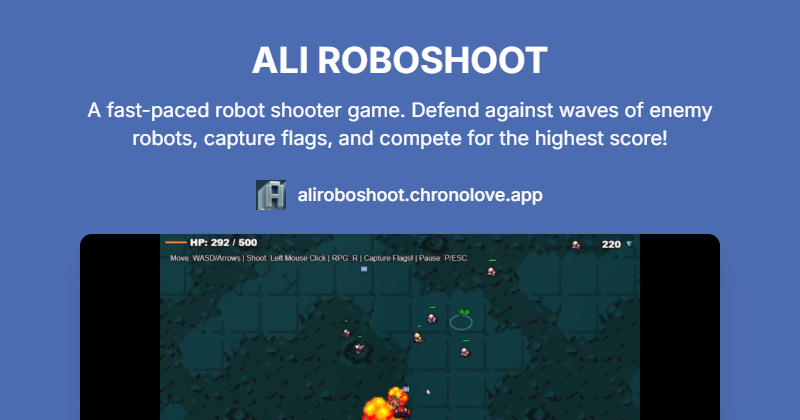 ALI ROBOSHOOT
A fast-paced robot shooter game. Defend against waves of enemy
robots, capture flags, and compete for the highest score!
aliroboshoot.chronolove.app
HP: 292 / 500
220
Move: WASD/Arrows | Shoot: Left Mouse Click | RPG: R | Capture Flags! | Pause: P/ESC